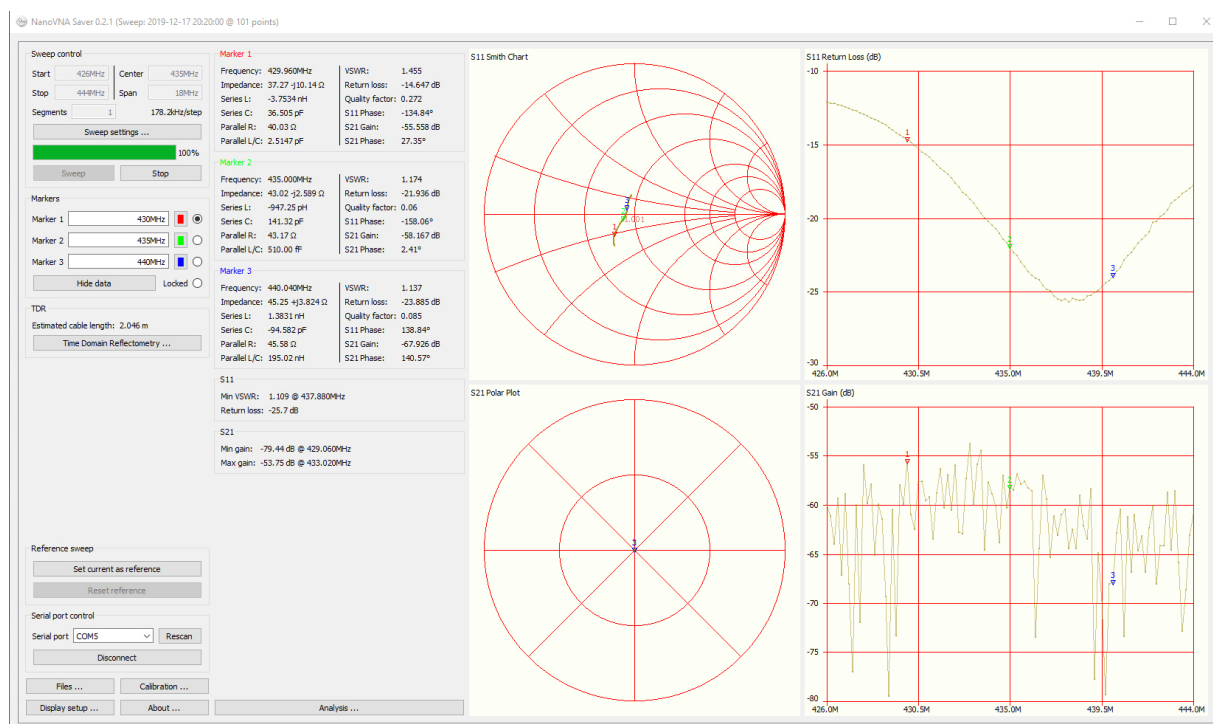 NanoVNA Saver 0.2.1 (Sweep: 2019-12-17 20:20:00 @ 101 points)
Sweep control
Start 426MHz Center 435MHz
Stop 444MHz Span 18MHz
Segments 1 178.2kHz/step
Sweep settings ...
100%
Sweep Stop
Markers
Marker 1 430MHz
Marker 2 435MHz
Marker 3 440MHz
Hide data Locked
TDR
Estimated cable length: 2.046 m
Time Domain Reflectometry ...
Reference sweep
Set current as reference
Reset reference
Serial port control
Serial port COM5 Rescan
Disconnect
Files ... Calibration ...
Display setup ... About ...
Marker 1
Frequency: 429.960MHz VSWR: 1.455
Impedance: 37.27 -j10.14 Ω Return loss: -14.647 dB
Series L: -3.7534 nH Quality factor: 0.272
Series C: 36.505 pF S11 Phase: -134.84°
Parallel R: 40.03 Ω S21 Gain: -55.558 dB
Parallel L/C: 2.5147 pF S21 Phase: 27.35°
Marker 2
Frequency: 435.000MHz VSWR: 1.174
Impedance: 43.02 -j2.589 Ω Return loss: -21.936 dB
Series L: -947.25 pH Quality factor: 0.06
Series C: 141.32 pF S11 Phase: -158.06°
Parallel R: 43.17 Ω S21 Gain: -58.167 dB
Parallel L/C: 510.00 fF S21 Phase: 2.41°
Marker 3
Frequency: 440.040MHz VSWR: 1.137
Impedance: 45.25 +j3.824 Ω Return loss: -23.885 dB
Series L: 1.3831 nH Quality factor: 0.085
Series C: -94.582 pF S11 Phase: 138.84°
Parallel R: 45.58 Ω S21 Gain: -67.926 dB
Parallel L/C: 195.02 nH S21 Phase: 140.57°
S11
Min VSWR: 1.109 @ 437.880MHz
Return loss: -25.7 dB
S21
Min gain: -79.44 dB @ 429.060MHz
Max gain: -53.75 dB @ 433.020MHz
Analysis ...
S11 Smith Chart
3
2
1
S11 Return Loss (dB)
-10
-15
-20
-25
-30
1
2
3
426.0M 430.5M 435.0M 439.5M 444.0M
S21 Polar Plot
3
S21 Gain (dB)
-50
-55
-60
-65
-70
-75
-80
1
2
3
426.0M 430.5M 435.0M 439.5M 444.0M